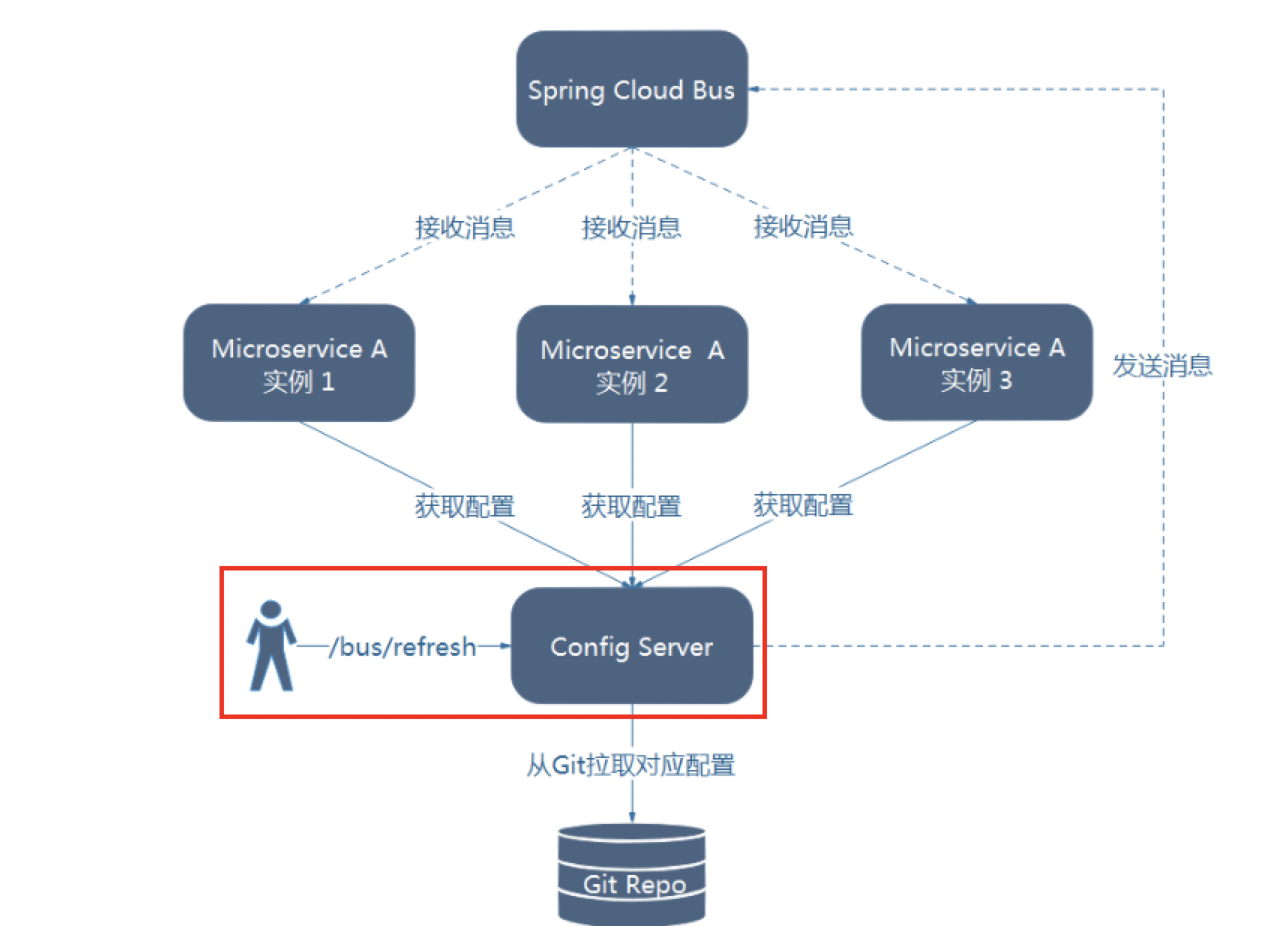 Spring Cloud Bus
接收消息
接收消息
接收消息
Microservice A
实例 1
Microservice A
实例 2
Microservice A
实例 3
发送消息
获取配置
获取配置
获取配置
/bus/refresh
Config Server
从Git拉取对应配置
Git Repo